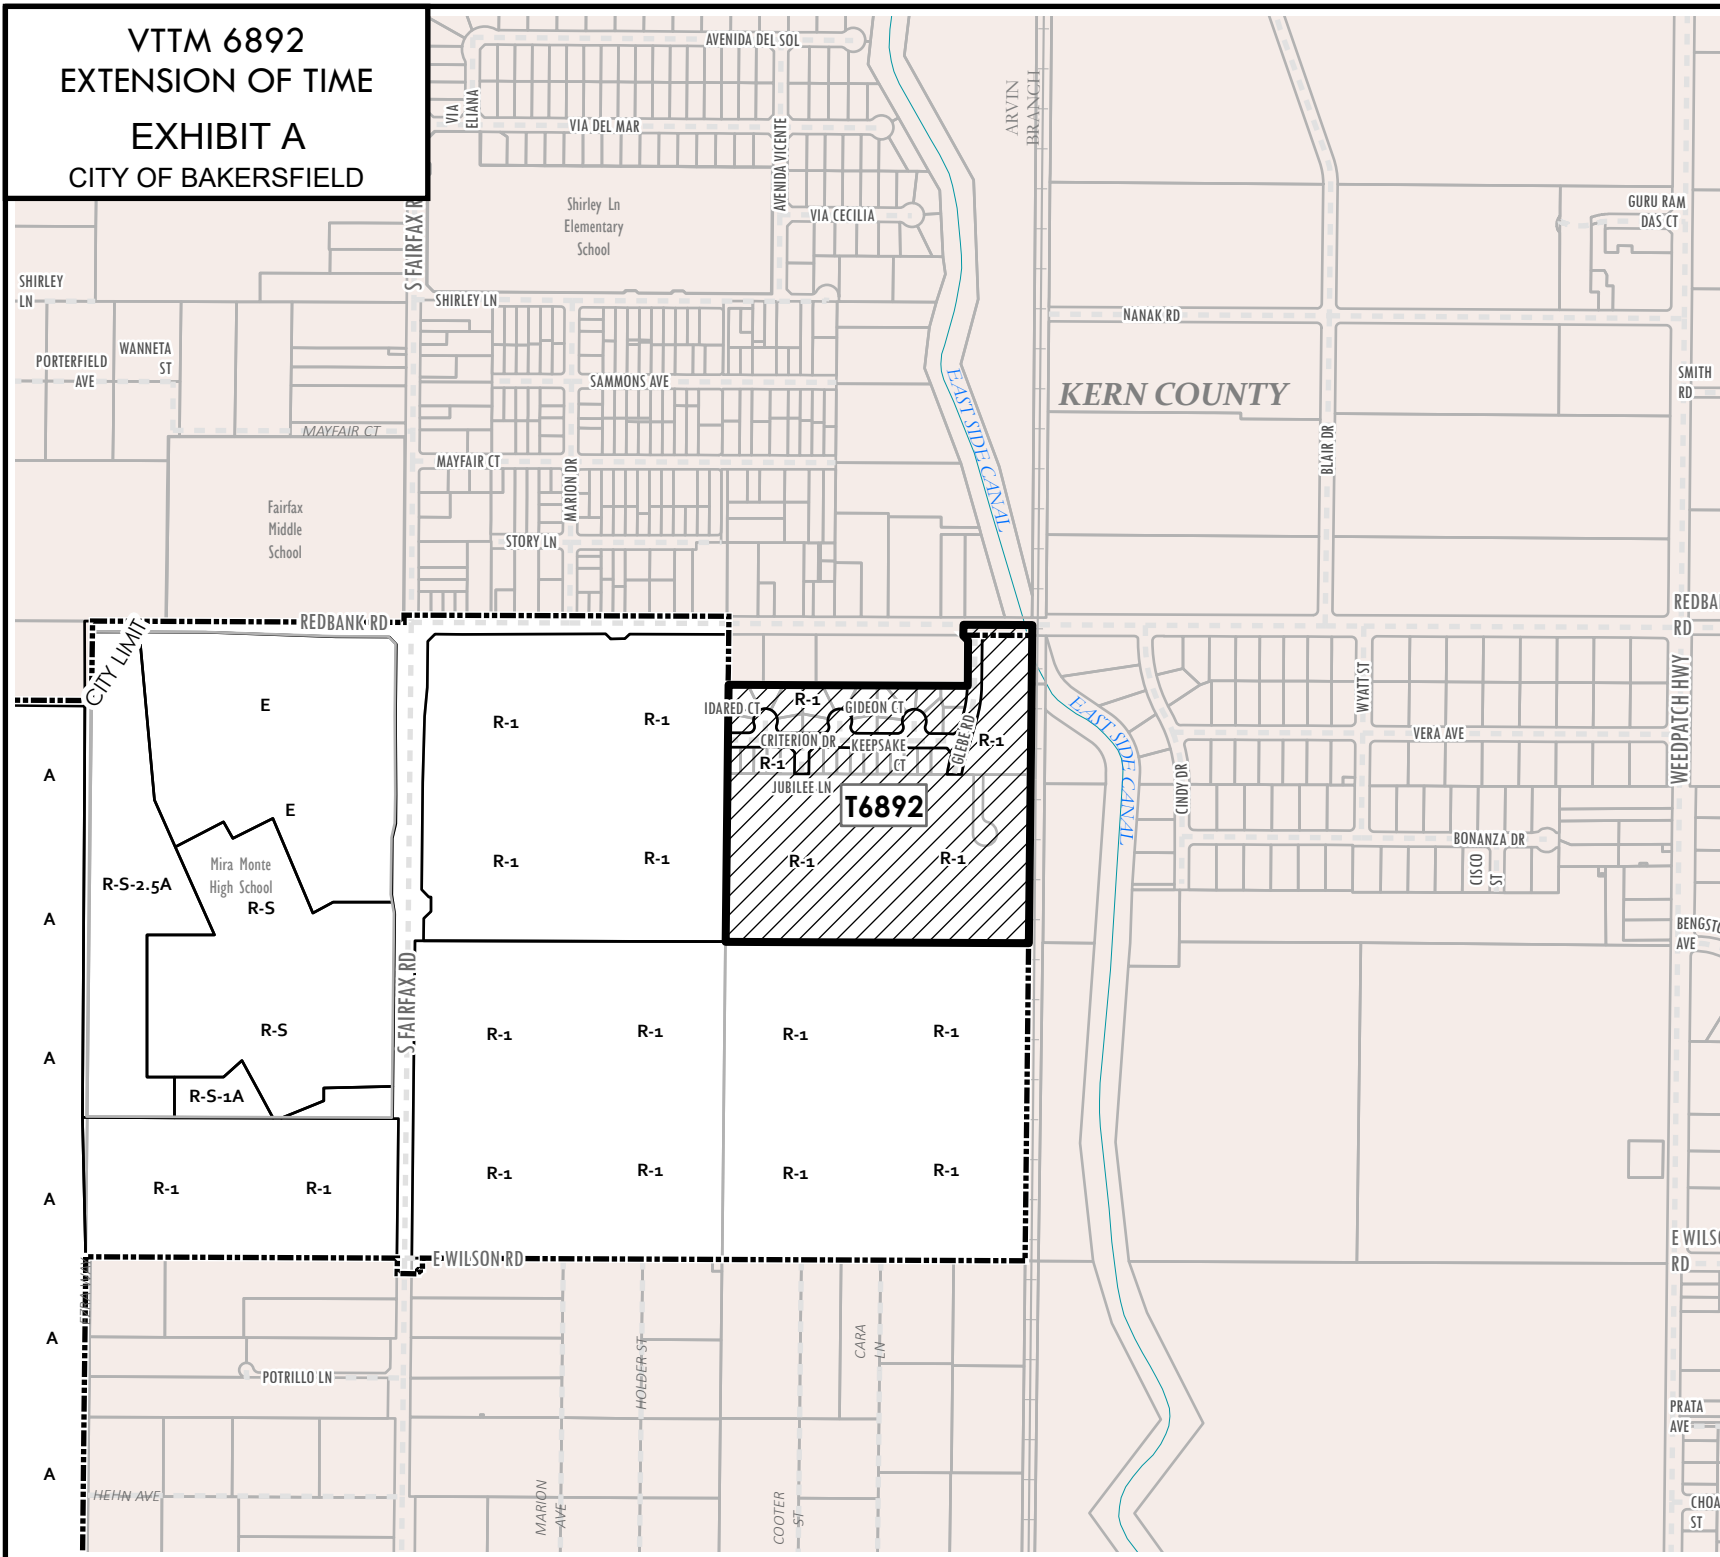 VTTM 6892
EXTENSION OF TIME
EXHIBIT A
CITY OF BAKERSFIELD
AVENIDA DEL SOL
VIA
ELIANA
VIA DEL MAR
AVENIDA VICENTE
ARVIN
BRANCH
Shirley Ln
Elementary
School
VIA CECILIA
GURU RAM
DAS CT
S FAIRFAX R
SHIRLEY
LN
SHIRLEY LN
NANAK RD
PORTERFIELD
AVE
WANNETA
ST
SAMMONS AVE
KERN COUNTY
SMITH
RD
EAST SIDE CANAL
MAYFAIR CT
MAYFAIR CT
MARION DR
BLAIR DR
Fairfax
Middle
School
STORY LN
REDBANK RD
REDBA
RD
CITY LIMIT
E
R-1
R-1
IDARED CT
R-1
GIDEON CT
GLEBE RD
R-1
CRITERION DR
KEEPSAKE
CT
R-1
JUBILEE LN
T6892
EAST SIDE CANAL
WYATT ST
VERA AVE
WEEDPATCH HWY
CINDY DR
A
E
BONANZA DR
CISCO
ST
Mira Monte
High School
R-S-2.5A
R-S
R-1
R-1
R-1
R-1
A
BENGSTO
AVE
S FAIRFAX RD
R-S
R-1
R-1
R-1
R-1
A
R-S-1A
R-1
R-1
R-1
R-1
R-1
R-1
A
E WILSON RD
E WILSO
RD
A
POTRILLO LN
HOLDER ST
CARA
LN
PRATA
AVE
A
HEHN AVE
MARION
AVE
COOTER
ST
CHOA
ST